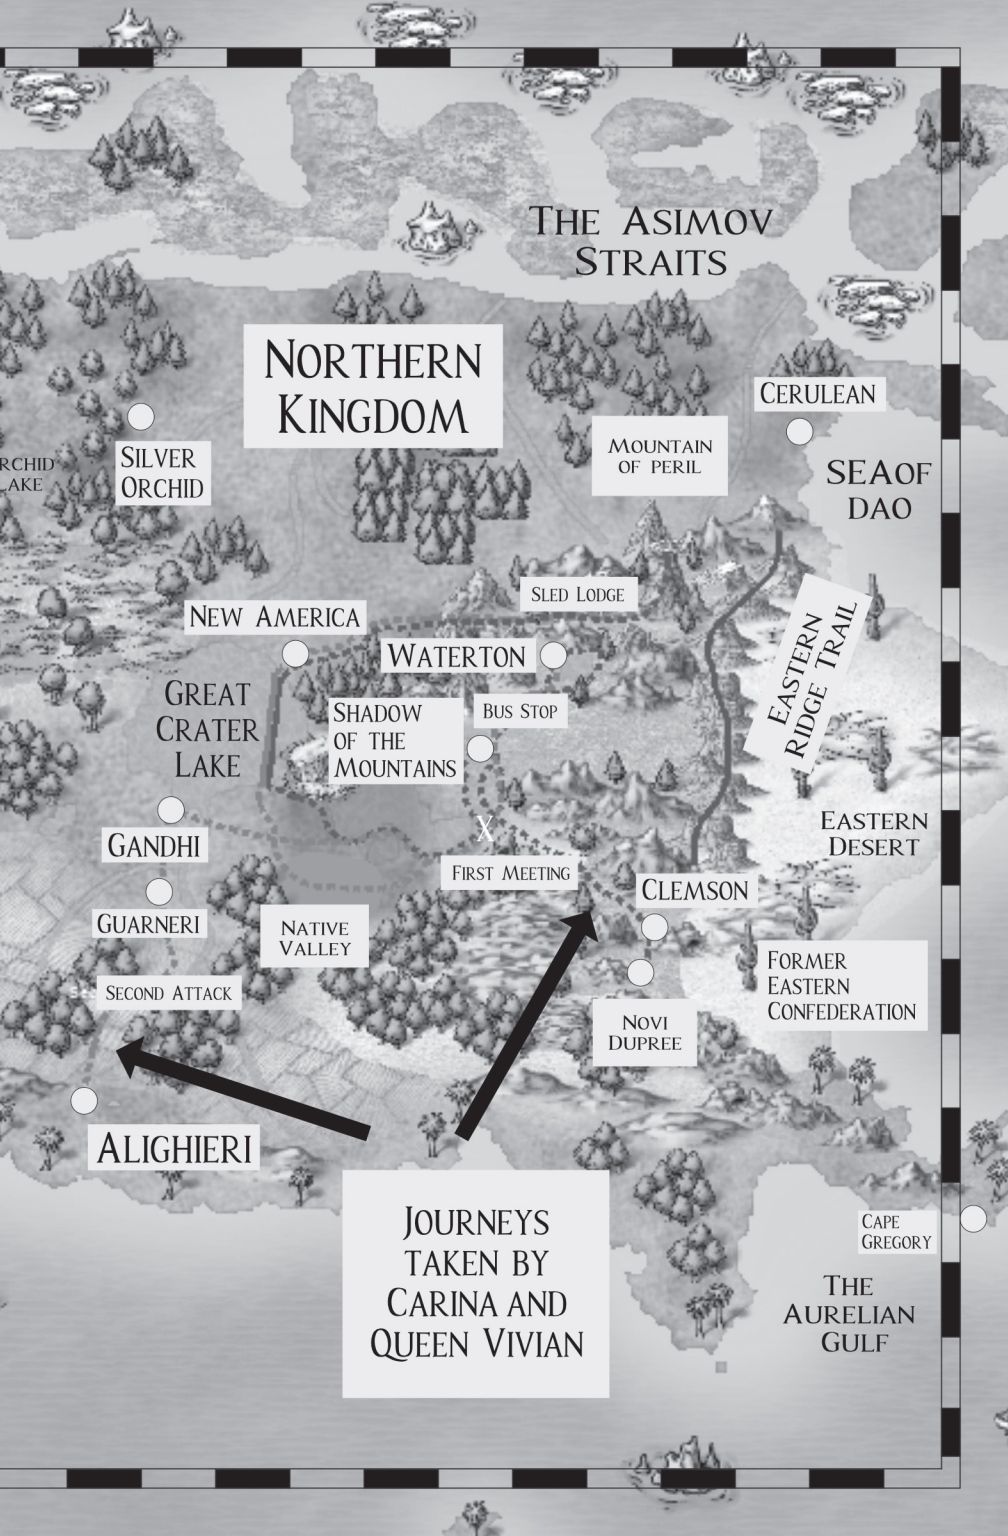 The Asimov
Straits
Northern
Kingdom
Cerulean
Mountain
of peril
Silver
Orchid
Sea of
Dao
Sled Lodge
New America
Waterton
Eastern
Ridge Trail
Great
Crater
Lake
Shadow
of the
Mountains
Bus Stop
X
Gandhi
Eastern
Desert
First Meeting
Clemson
Guarneri
Native
Valley
Former
Eastern
Confederation
Second Attack
Novi
Dupree
Alighieri
Journeys
taken by
Carina and
Queen Vivian
Cape
Gregory
The
Aurelian
Gulf